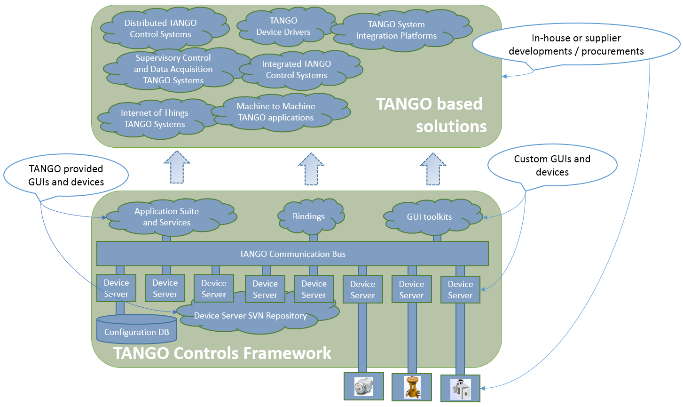 Distributed TANGO
Control Systems
TANGO
Device Drivers
TANGO System
Integration Platforms
In-house or supplier
developments / procurements
Supervisory Control
and Data Acquisition
TANGO Systems
Integrated TANGO
Control Systems
Internet of Things
TANGO Systems
Machine to Machine
TANGO applications
TANGO based
solutions
TANGO provided
GUIs and devices
Custom GUIs and
devices
Application Suite
and Services
Bindings
GUI toolkits
TANGO Communication Bus
Device
Server
Device
Server
Device
Server
Device
Server
Device
Server
Device
Server
Device
Server
Device
Server
Device Server SVN Repository
Configuration DB
TANGO Controls Framework